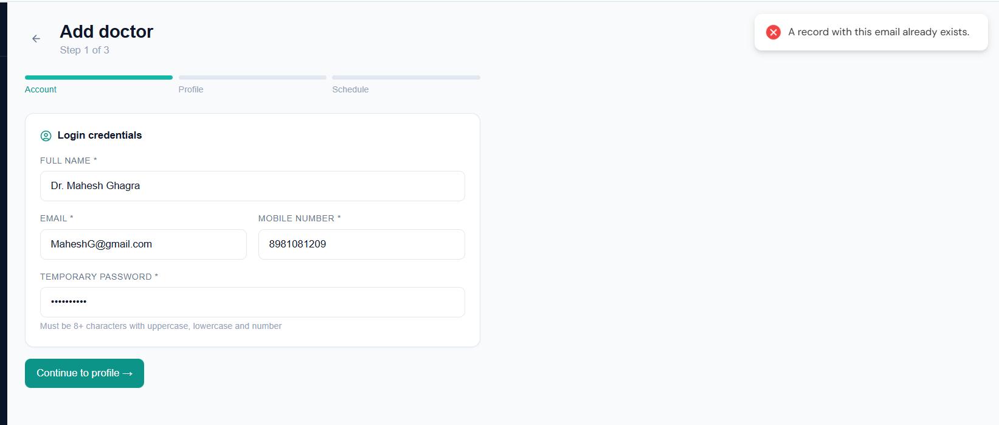 Add doctor
Step 1 of 3
A record with this email already exists.
Account Profile Schedule
Login credentials
FULL NAME *
Dr. Mahesh Ghagra
EMAIL * MOBILE NUMBER *
MaheshG@gmail.com 8981081209
TEMPORARY PASSWORD *
••••••••••
Must be 8+ characters with uppercase, lowercase and number
Continue to profile →